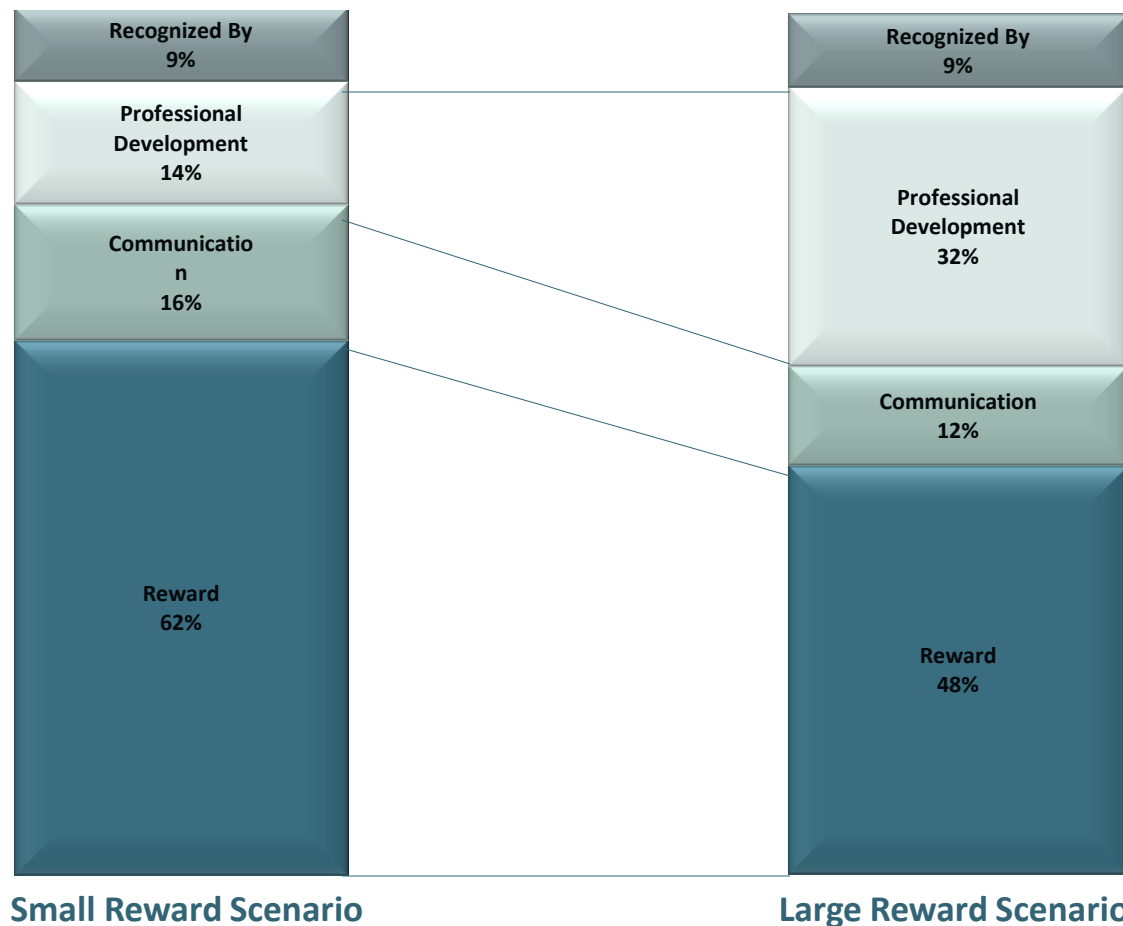 Recognized By
9%
Professional
Development
14%
Communicatio
n
16%
Reward
62%
Small Reward Scenario
Recognized By
9%
Professional
Development
32%
Communication
12%
Reward
48%
Large Reward Scenario